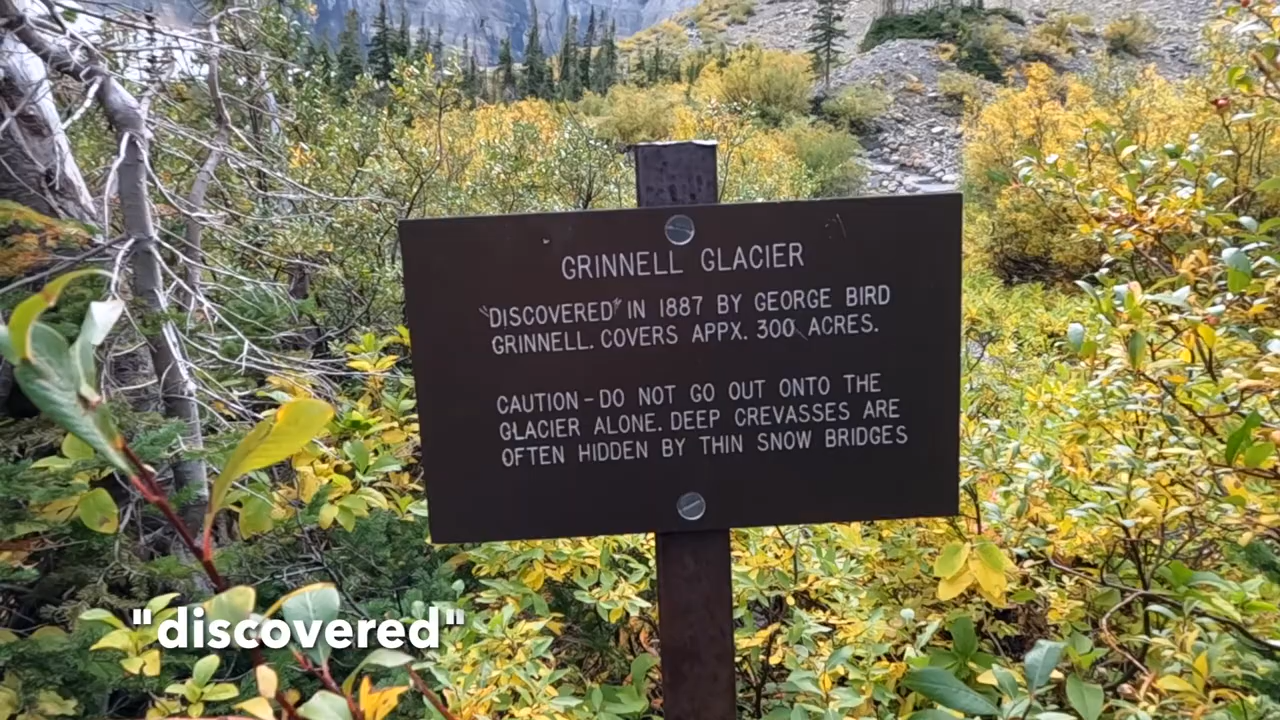 GRINNELL GLACIER
"DISCOVERED" IN 1887 BY GEORGE BIRD
GRINNELL. COVERS APPX. 300 ACRES.
CAUTION - DO NOT GO OUT ONTO THE
GLACIER ALONE. DEEP CREVASSES ARE
OFTEN HIDDEN BY THIN SNOW BRIDGES
"discovered"